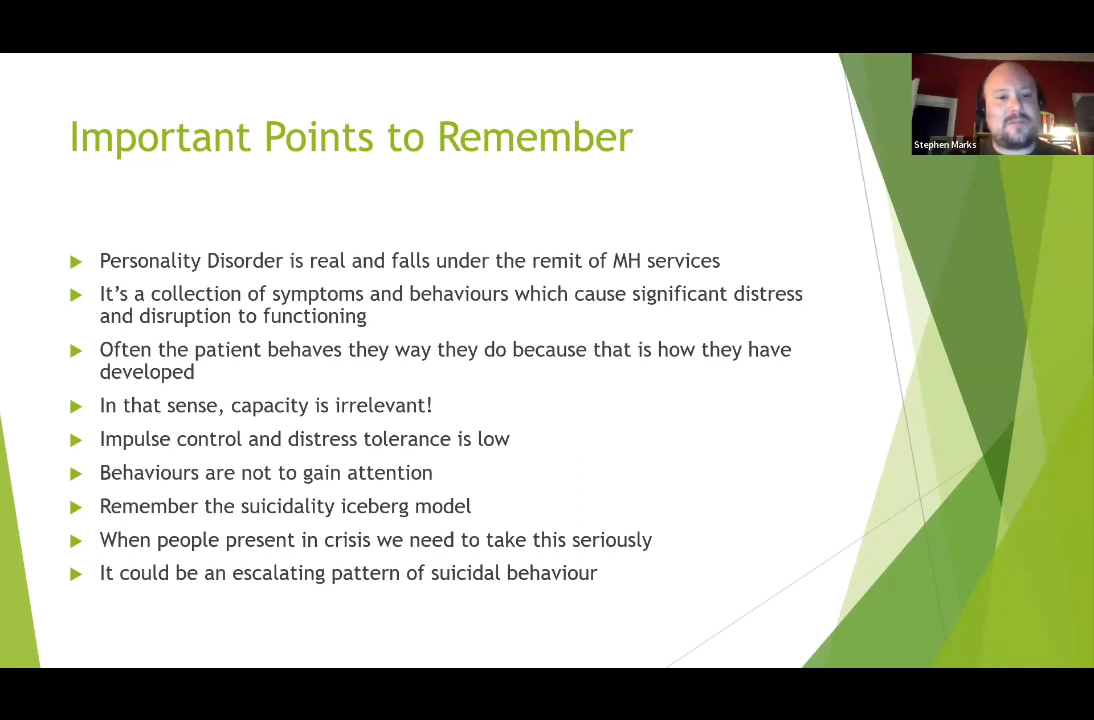 Important Points to Remember
Stephen Marks
Personality Disorder is real and falls under the remit of MH services
It's a collection of symptoms and behaviours which cause significant distress
and disruption to functioning
Often the patient behaves they way they do because that is how they have
developed
In that sense, capacity is irrelevant!
Impulse control and distress tolerance is low
Behaviours are not to gain attention
Remember the suicidality iceberg model
When people present in crisis we need to take this seriously
It could be an escalating pattern of suicidal behaviour